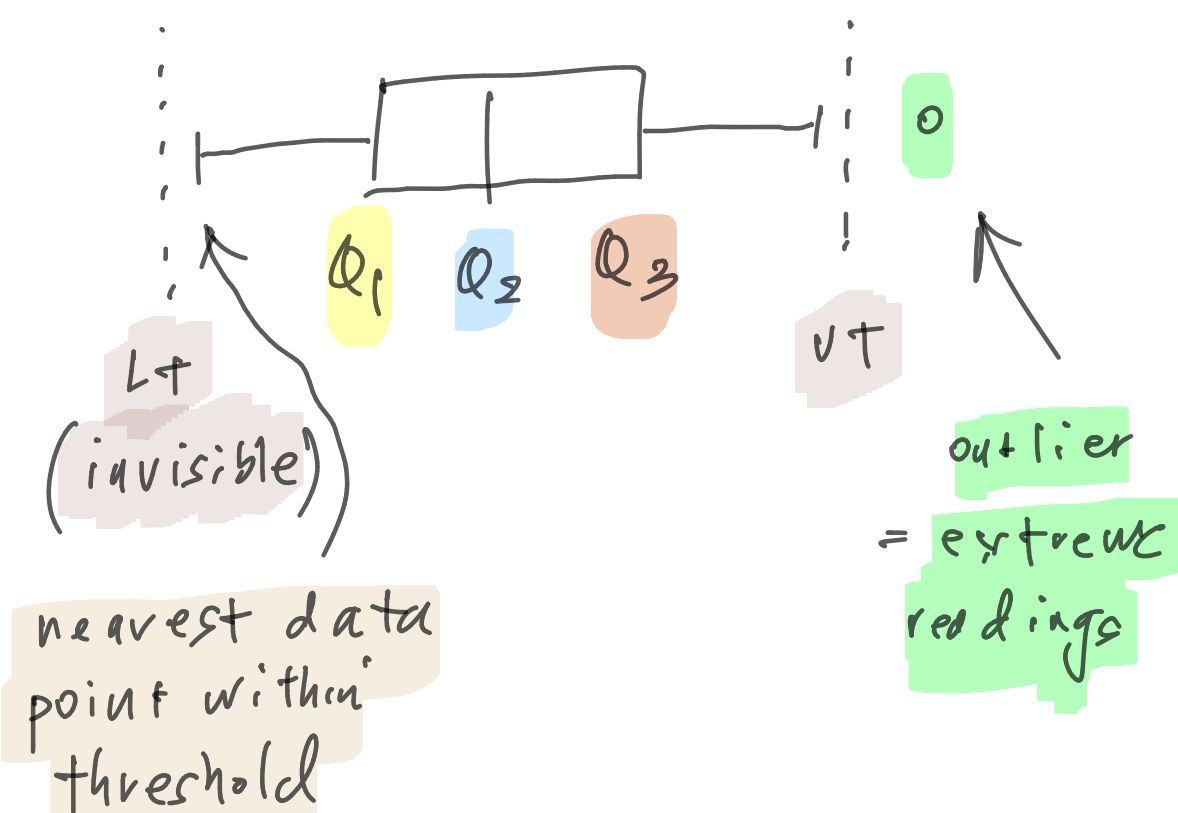 Q1
Q2
Q3
LT
UT
(invisible)
outlier
= extreme
readings
nearest data
point within
threshold